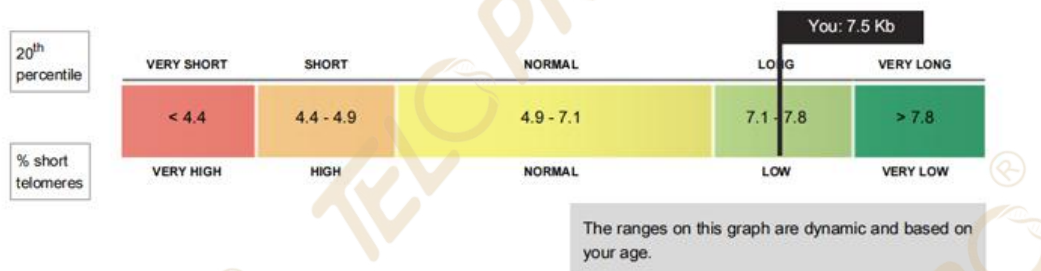 You: 7.5 Kb
20th
percentile
VERY SHORT SHORT NORMAL LONG VERY LONG
< 4.4 4.4 - 4.9 4.9 - 7.1 7.1 - 7.8 > 7.8
% short
telomeres
VERY HIGH HIGH NORMAL LOW VERY LOW
The ranges on this graph are dynamic and based on
your age.